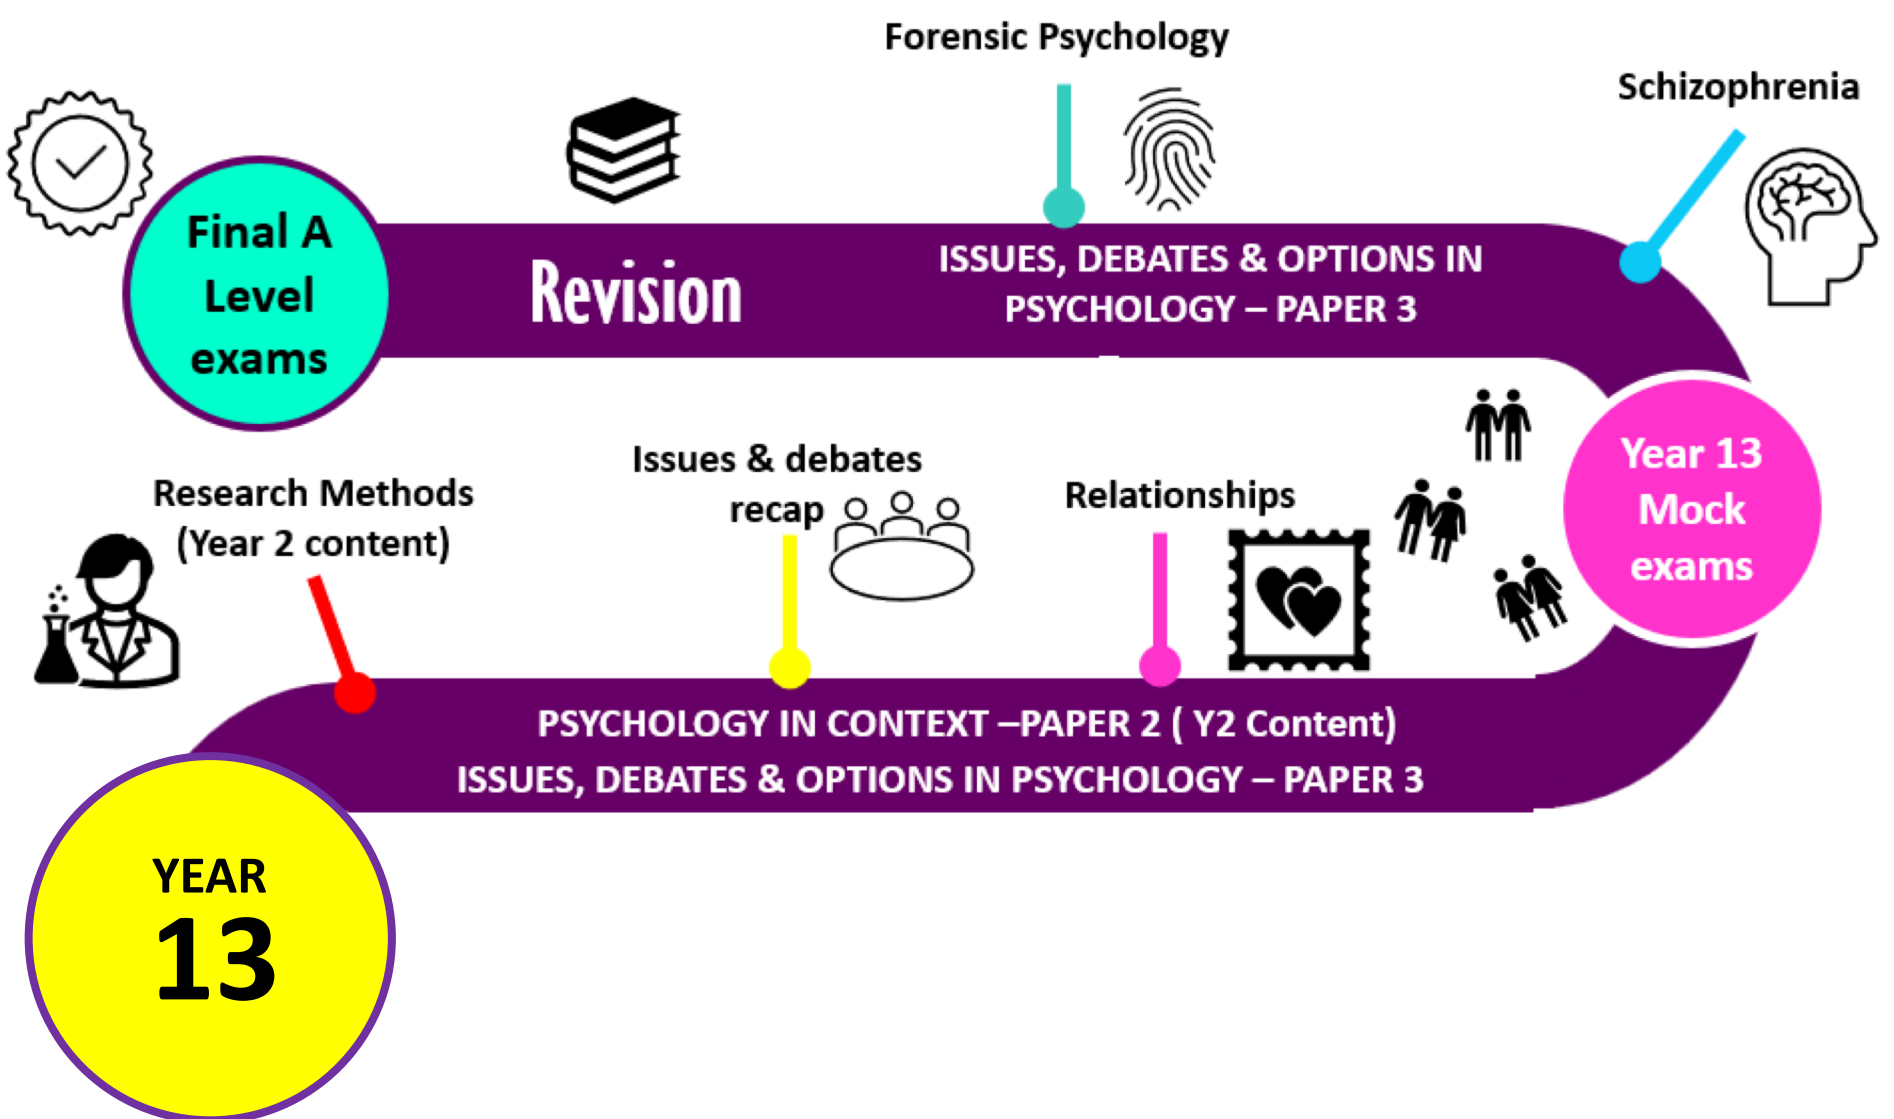 Forensic Psychology
Schizophrenia
Final A
Level
exams
Revision
ISSUES, DEBATES & OPTIONS IN
PSYCHOLOGY – PAPER 3
Year 13
Mock
exams
Issues & debates
recap
Relationships
Research Methods
(Year 2 content)
PSYCHOLOGY IN CONTEXT –PAPER 2 ( Y2 Content)
ISSUES, DEBATES & OPTIONS IN PSYCHOLOGY – PAPER 3
YEAR
13